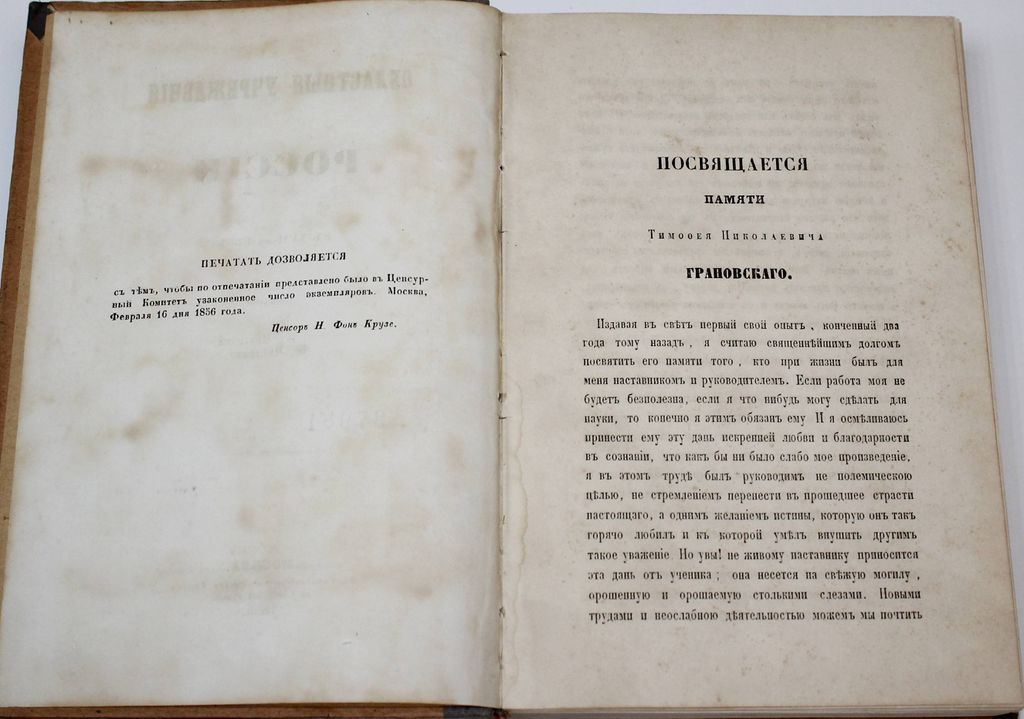 ПЕЧАТАТЬ ДОЗВОЛЯЕТСЯ
съ тѣмъ, чтобы по отпечатаніи представлено было въ Ценсур-
ный Комитетъ узаконенное число экземпляровъ. Москва,
Февраля 16 дня 1856 года.
Ценсоръ Н. Фонъ Крузе.
ПОСВЯЩАЕТСЯ
ПАМЯТИ
Тимоѳея Николаевича
ГРАНОВСКАГО.
Издавая въ свѣтъ первый свой опытъ, конченный два
года тому назадъ, я считаю священнѣйшимъ долгомъ
посвятить его памяти того, кто при жизни былъ для
меня наставникомъ и руководителемъ. Если работа моя не
будетъ безполезна, если я что нибудь могу сдѣлать для
науки, то конечно я этимъ обязанъ ему И я осмѣливаюсь
принести ему эту дань искренней любви и благодарности
въ сознаніи, что какъ бы ни было слабо мое произведеніе,
я въ этомъ трудѣ былъ руководимъ не полемическою
цѣлью, не стремленіемъ перенести въ прошедшее страсти
настоящаго, а однимъ желаніемъ истины, которую онъ такъ
горячо любилъ и къ которой умѣлъ внушить другимъ
такое уваженіе. Но увы! не живому наставнику приносится
эта дань отъ ученика; она несется на свѣжую могилу,
орошенную и орошаемую столькими слезами. Новыми
трудами и неослабною дѣятельностью можемъ мы почтить